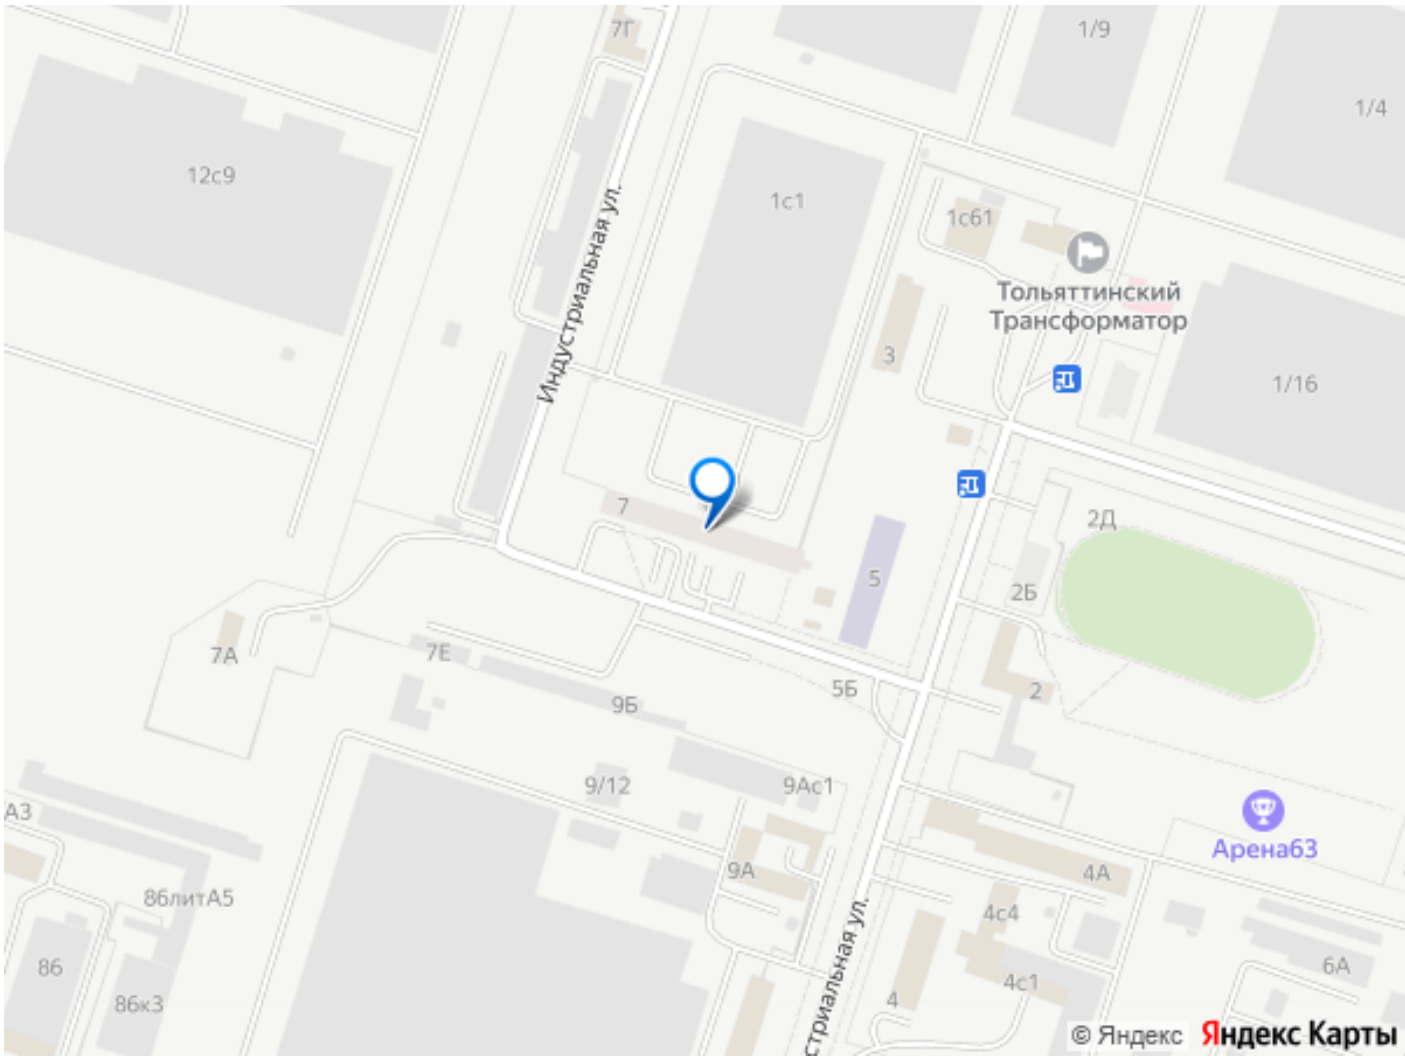 7Г
1/9
1/4
12с9
1с1
1с61
Индустриальная ул.
Тольяттинский
Трансформатор
3
1/16
7
2Д
5
2Б
7А
7Е
5Б
2
9Б
9/12
9Ас1
А3
Арена63
9А
4А
86литА5
4с4
стриальная ул.
86
6А
86к3
4с1
4
© Яндекс Яндекс Карты